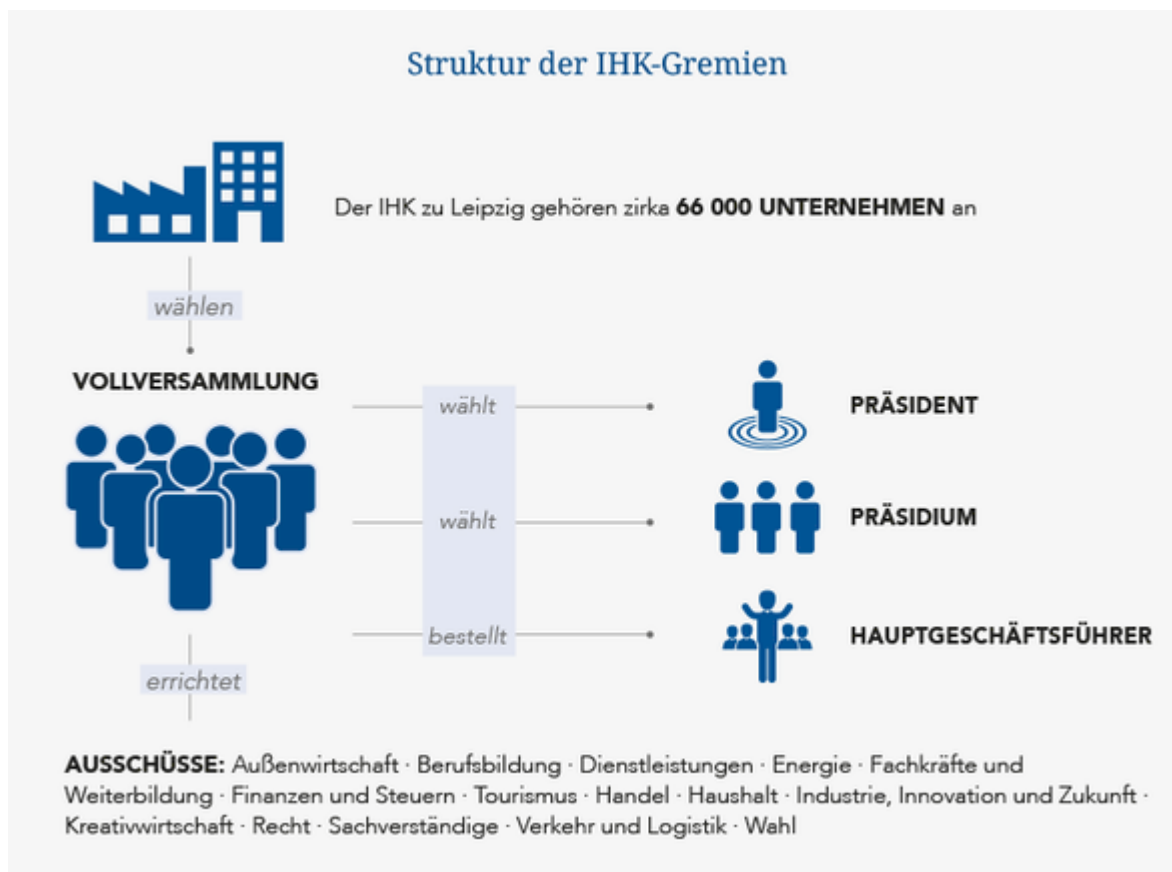 Struktur der IHK-Gremien
Der IHK zu Leipzig gehören zirka 66 000 UNTERNEHMEN an
wählen
VOLLVERSAMMLUNG
wählt
PRÄSIDENT
wählt
PRÄSIDIUM
bestellt
HAUPTGESCHÄFTSFÜHRER
errichtet
AUSSCHÜSSE: Außenwirtschaft · Berufsbildung · Dienstleistungen · Energie · Fachkräfte und
Weiterbildung · Finanzen und Steuern · Tourismus · Handel · Haushalt · Industrie, Innovation und Zukunft ·
Kreativwirtschaft · Recht · Sachverständige · Verkehr und Logistik · Wahl